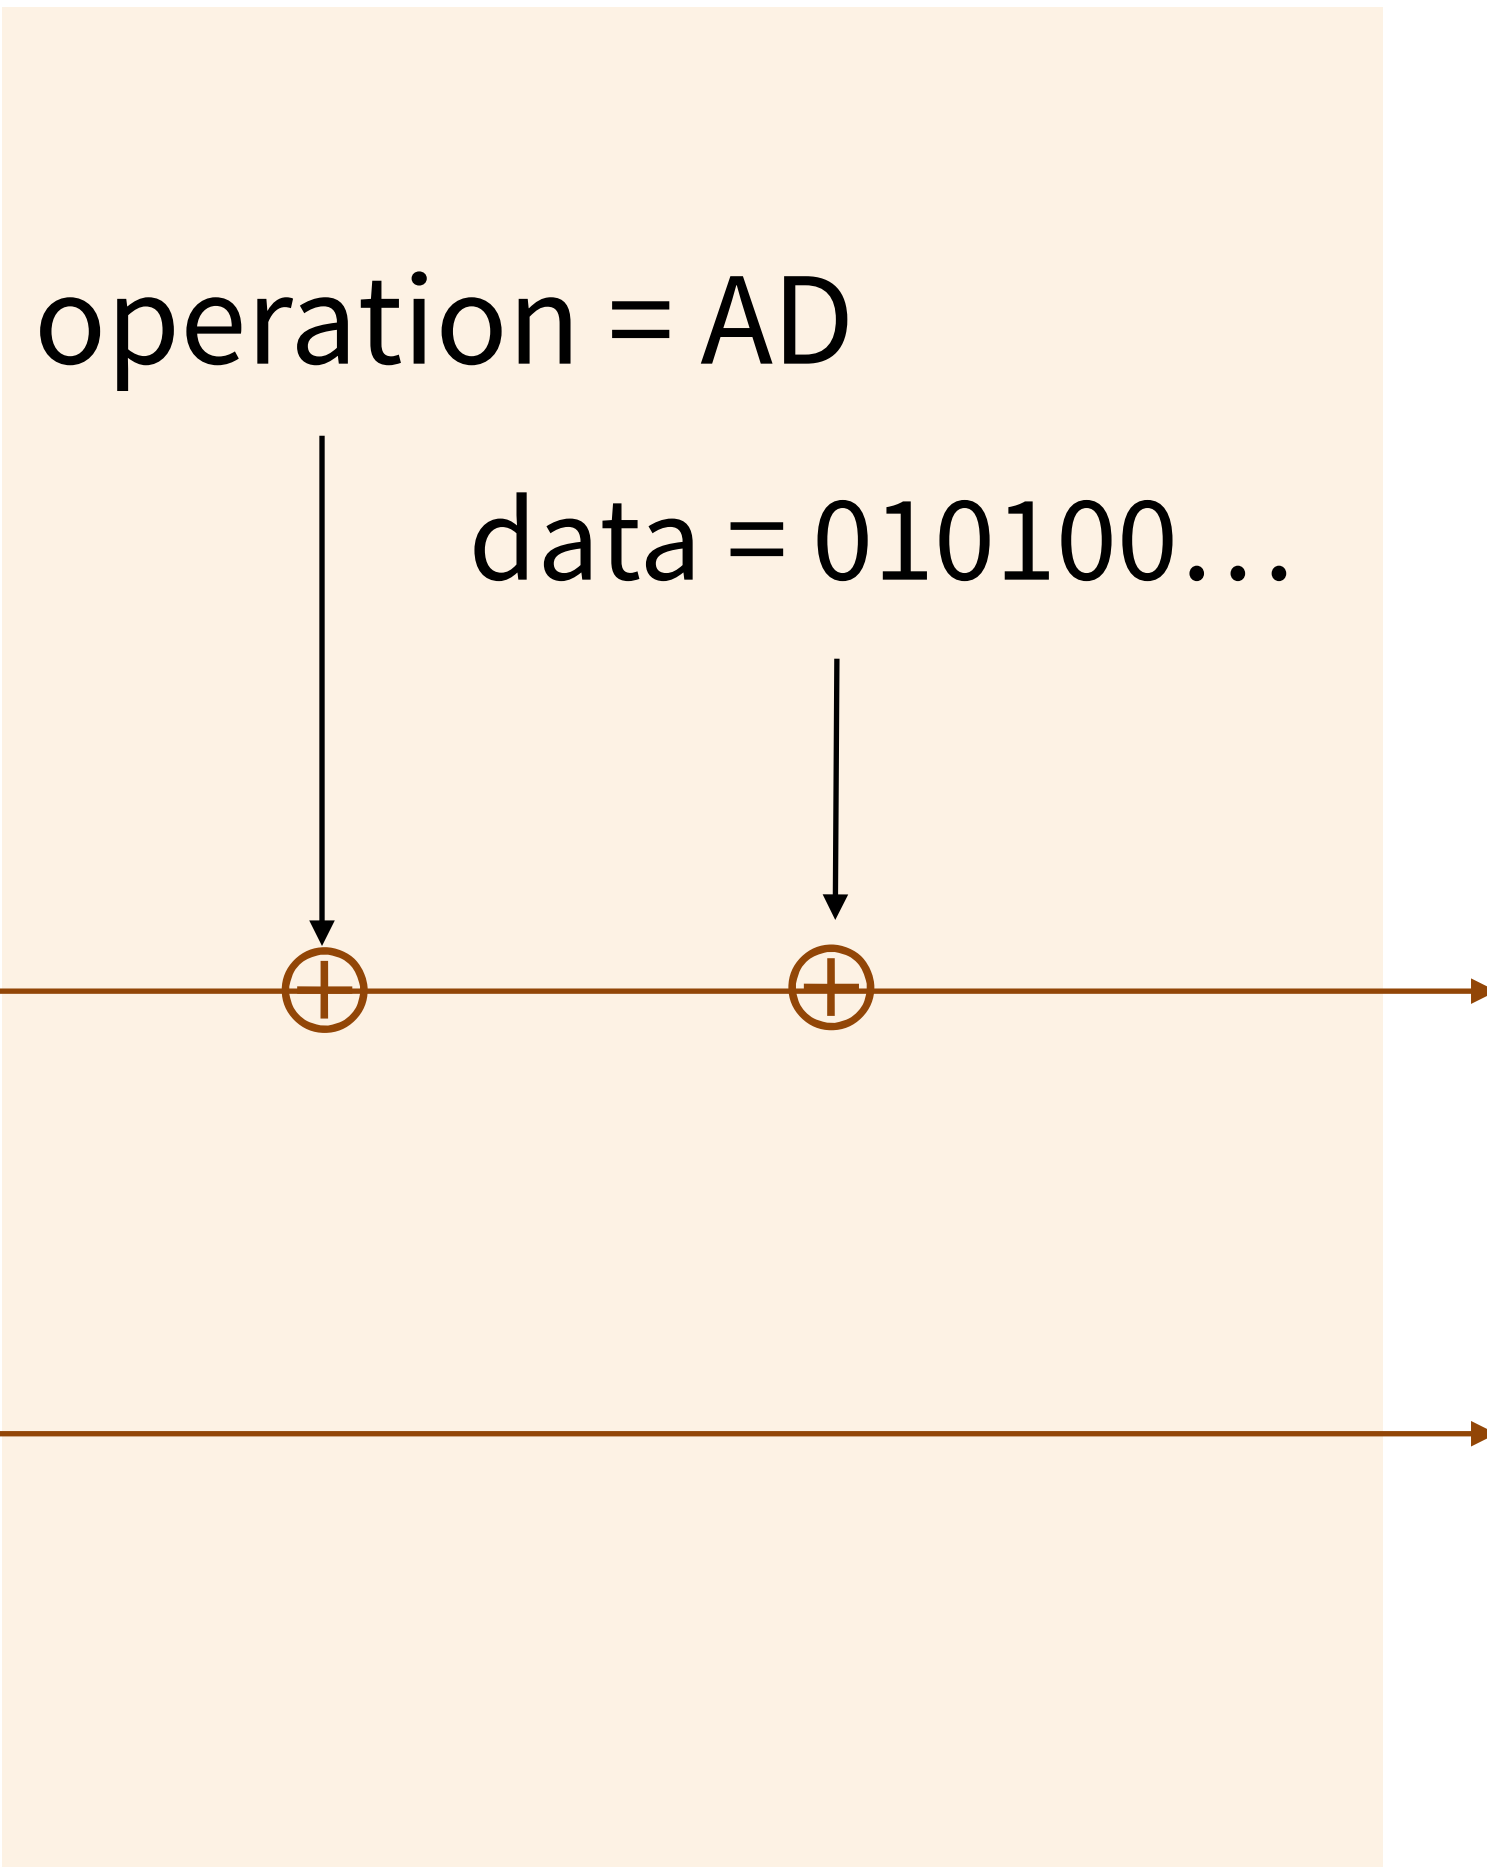 operation = AD
data = 010100...